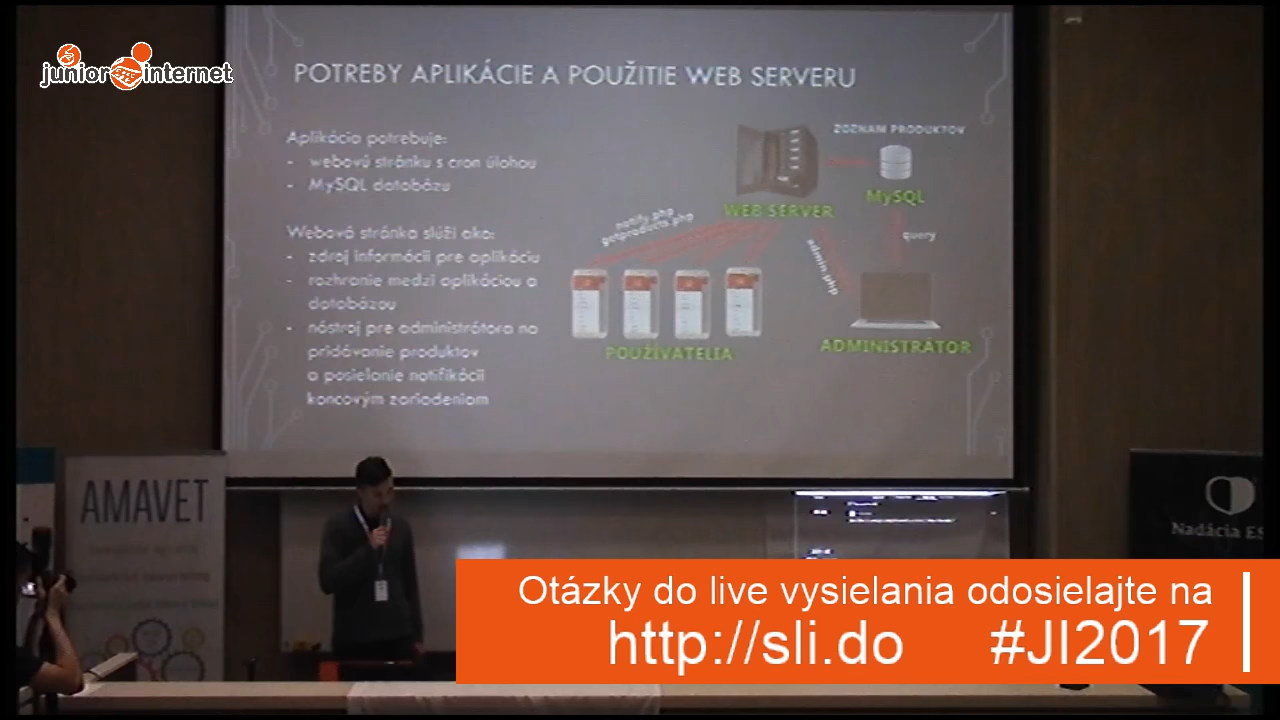 junior internet
POTREBY APLIKÁCIE A POUŽITIE WEB SERVERU
Aplikácia potrebuje:
- webovú stránku s cron úlohou
- MySQL databázu
Webová stránka slúži ako:
- zdroj informácií pre aplikáciu
- rozhranie medzi aplikáciou a
databázou
- nástroj pre administrátora na
pridávanie produktov
a posielanie notifikácií
koncovým zariadeniam
ZOZNAM PRODUKTOV
WEB SERVER
MySQL
notify.php
getproducts.php
admin.php
query
POUŽÍVATELIA
ADMINISTRÁTOR
AMAVET
Nadácia ES
Otázky do live vysielania odosielajte na
http://sli.do #JI2017